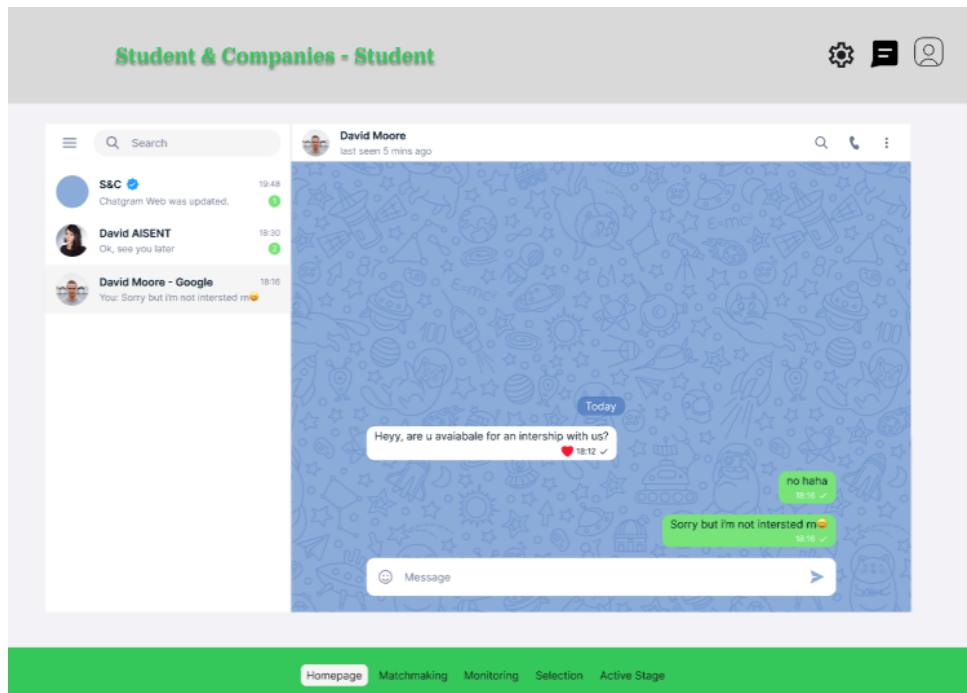 Student & Companies - Student
Search
S&C 19:48
Chatgram Web was updated. 1
David AISENT 18:30
Ok, see you later 2
David Moore - Google 18:16
You: Sorry but i'm not intersted m😄
David Moore
last seen 5 mins ago
E=mc²
E=mc²
Today
Heyy, are u avaiabale for an intership with us?
❤ 18:12 ✓
no haha
18:16 ✓
Sorry but i'm not intersted m😄
18:16 ✓
Message
Homepage Matchmaking Monitoring Selection Active Stage